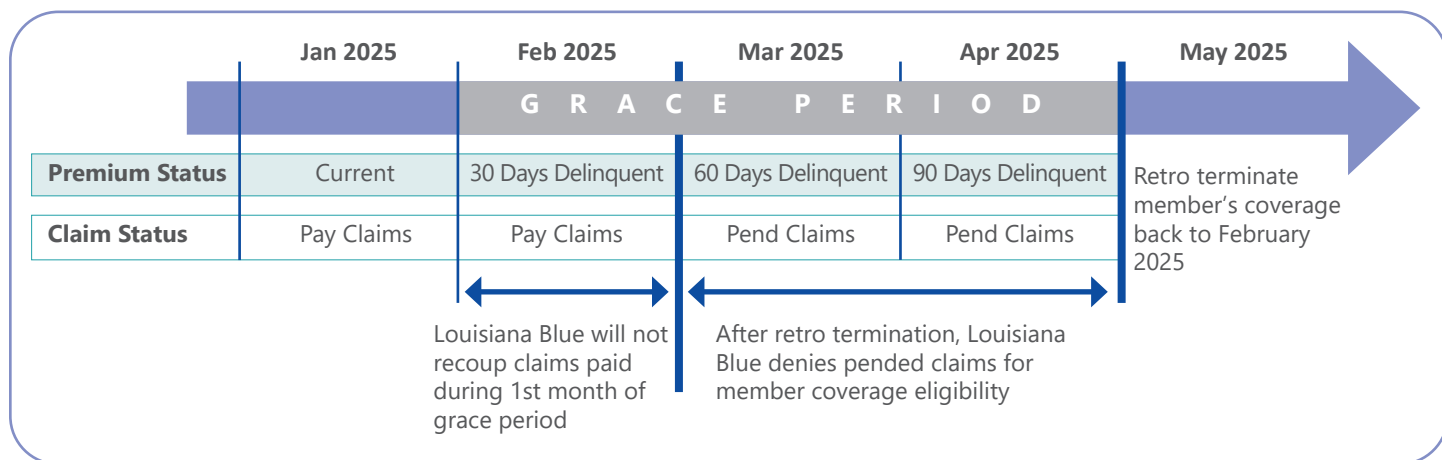 Jan 2025 Feb 2025 Mar 2025 Apr 2025 May 2025
GRACE PERIOD
Premium Status Current 30 Days Delinquent 60 Days Delinquent 90 Days Delinquent
Claim Status Pay Claims Pay Claims Pend Claims Pend Claims
Retro terminate
member’s coverage
back to February
2025
Louisiana Blue will not
recoup claims paid
during 1st month of
grace period
After retro termination, Louisiana
Blue denies pended claims for
member coverage eligibility